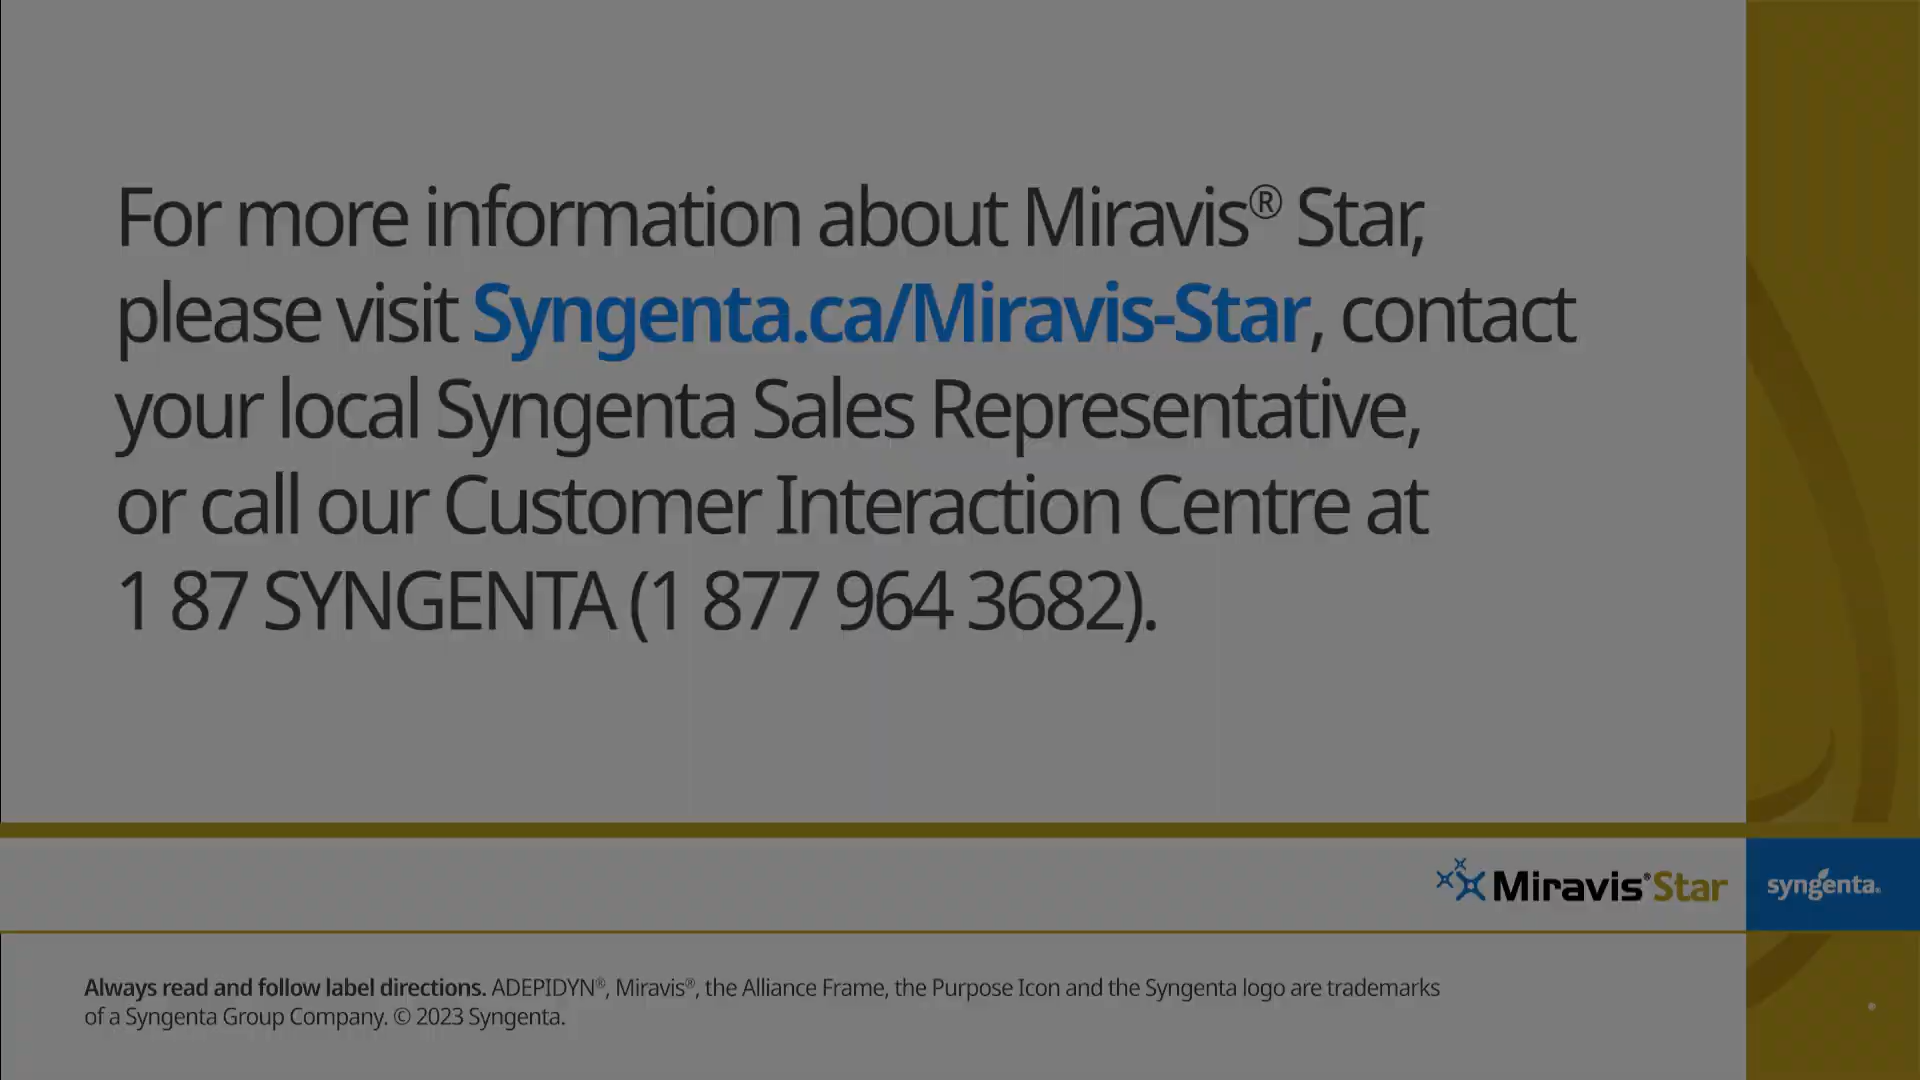 For more information about Miravis® Star,
please visit Syngenta.ca/Miravis-Star, contact
your local Syngenta Sales Representative,
or call our Customer Interaction Centre at
1 87 SYNGENTA (1 877 964 3682).
Miravis® Star
syngenta®
Always read and follow label directions. ADEPIDYN®, Miravis®, the Alliance Frame, the Purpose Icon and the Syngenta logo are trademarks
of a Syngenta Group Company. © 2023 Syngenta.